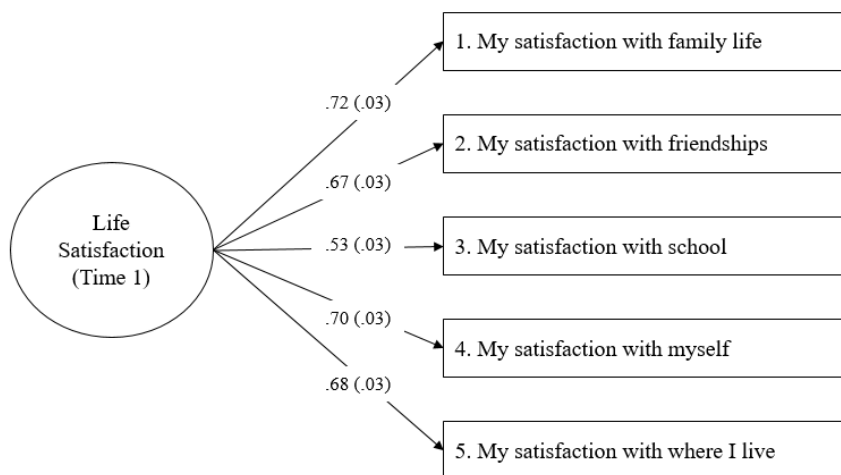 1. My satisfaction with family life
.72 (.03)
2. My satisfaction with friendships
.67 (.03)
Life
Satisfaction
(Time 1)
.53 (.03)
3. My satisfaction with school
.70 (.03)
4. My satisfaction with myself
.68 (.03)
5. My satisfaction with where I live